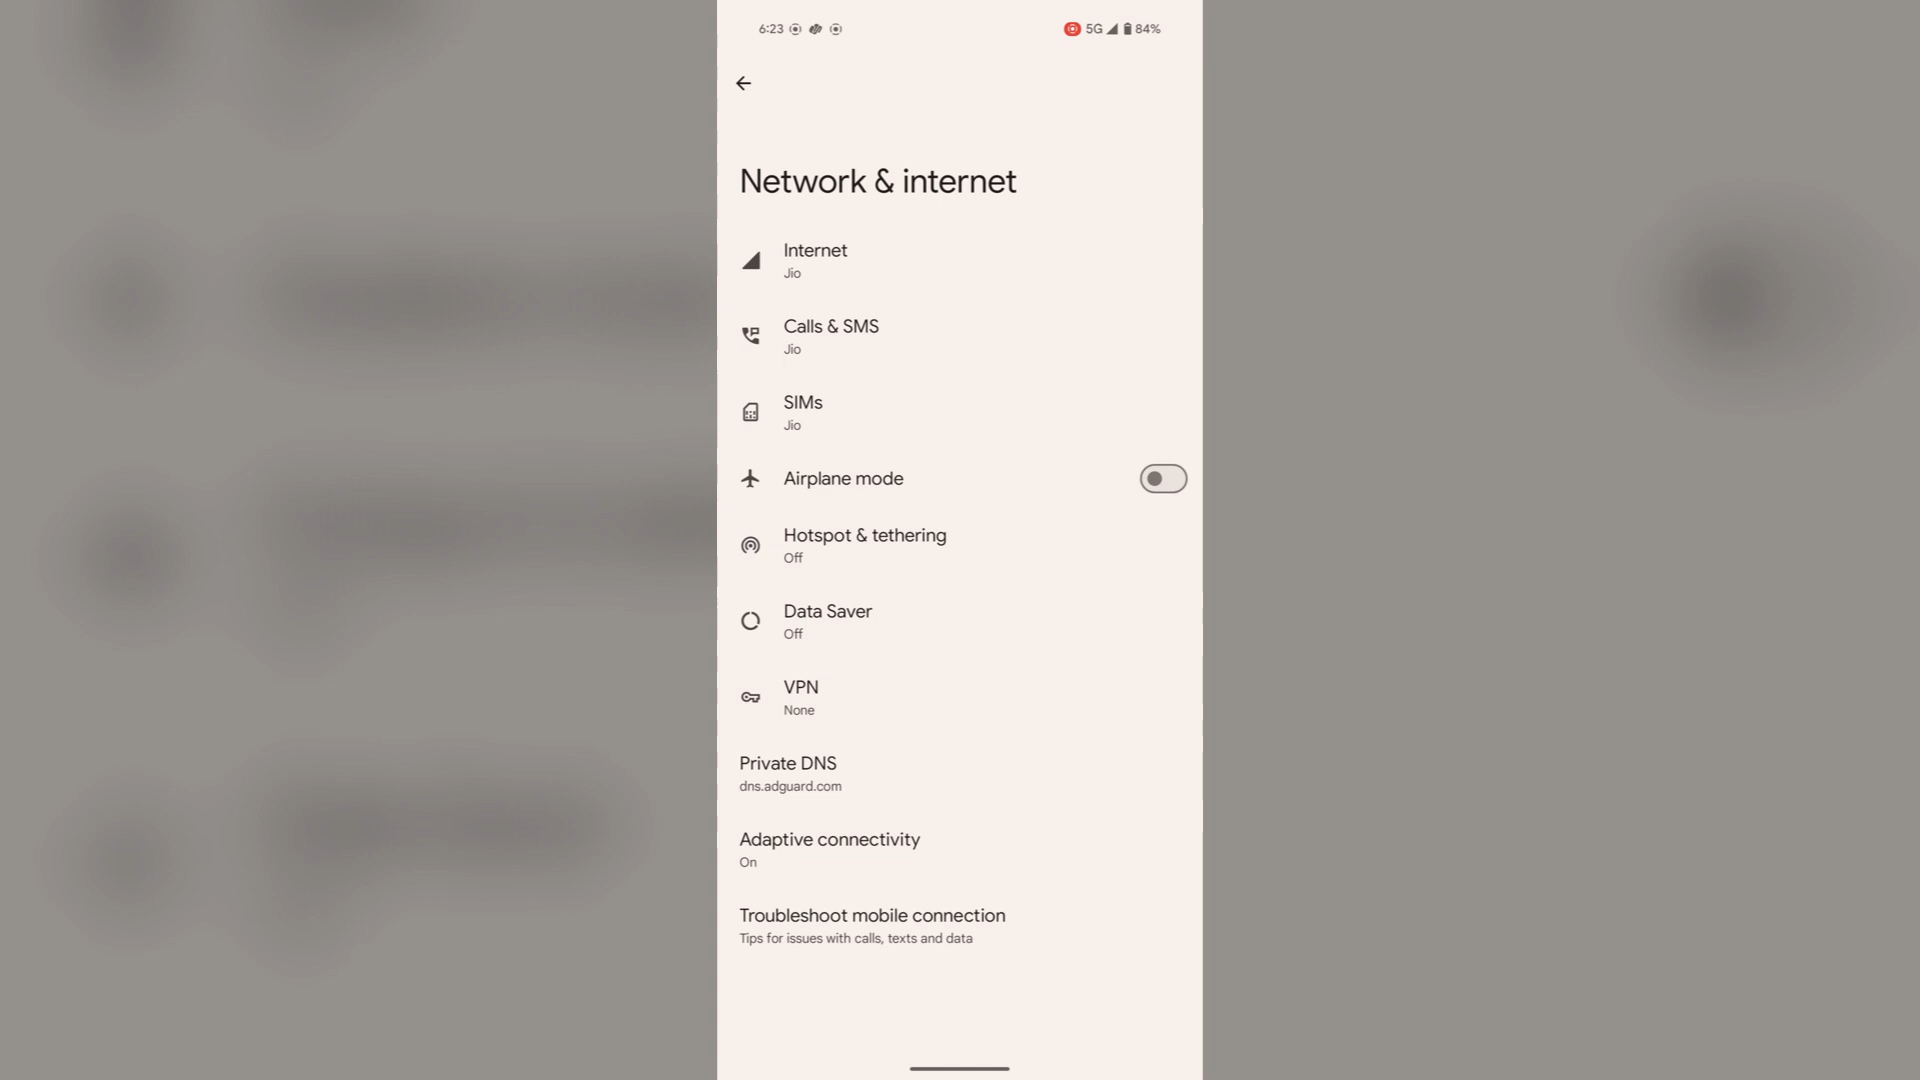 6:23 5G 84%
Network & internet
Internet
Jio
Calls & SMS
Jio
SIMs
Jio
Airplane mode
Hotspot & tethering
Off
Data Saver
Off
VPN
None
Private DNS
dns.adguard.com
Adaptive connectivity
On
Troubleshoot mobile connection
Tips for issues with calls, texts and data